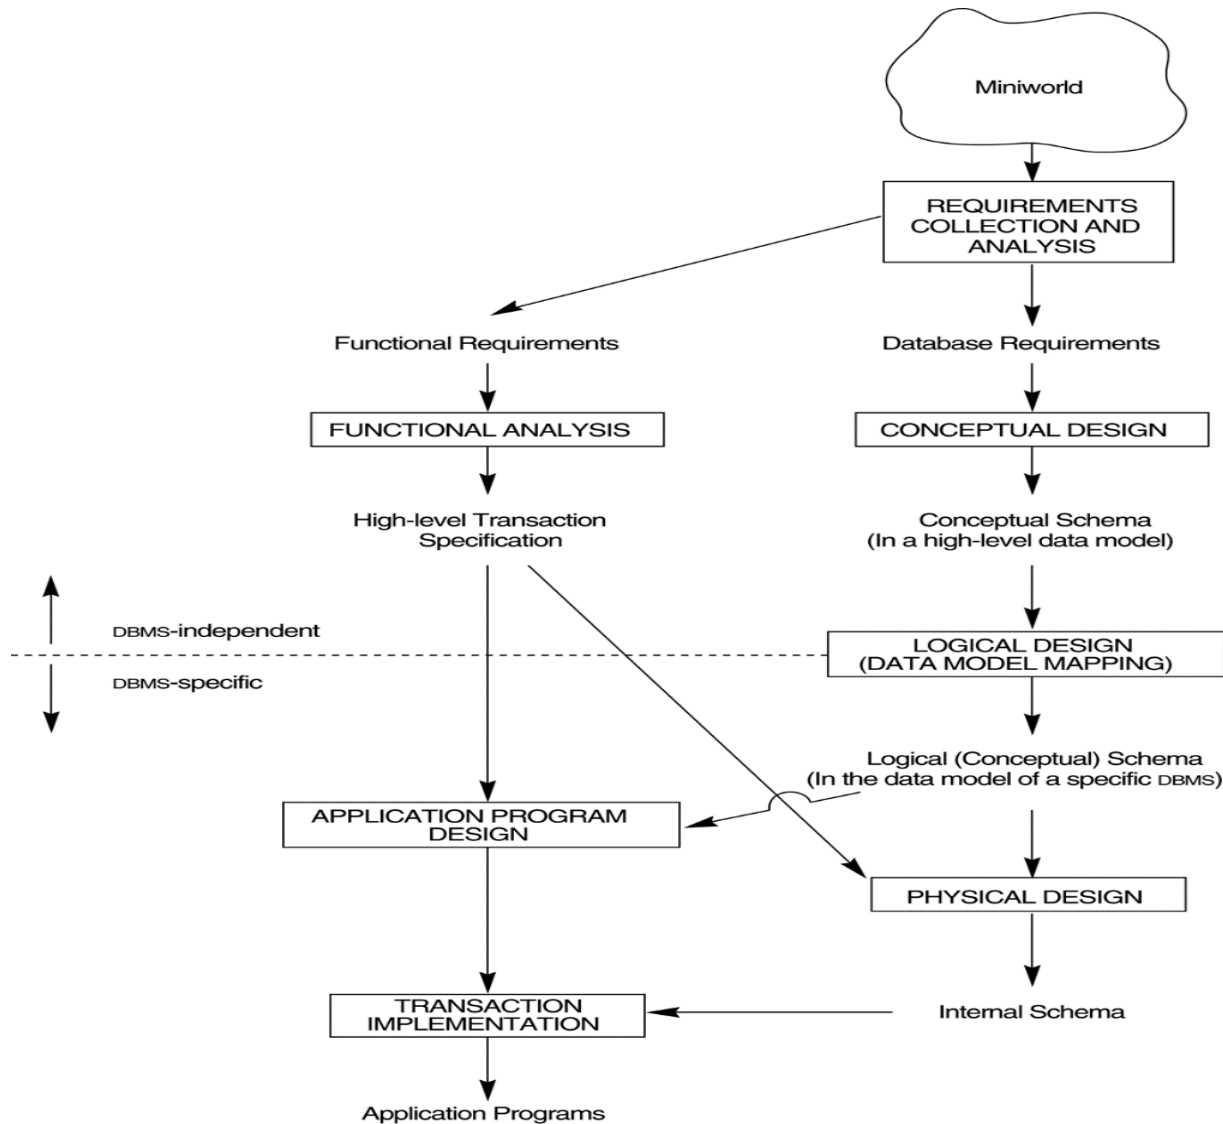 Miniworld
REQUIREMENTS
COLLECTION AND
ANALYSIS
Functional Requirements
Database Requirements
FUNCTIONAL ANALYSIS
CONCEPTUAL DESIGN
High-level Transaction
Specification
Conceptual Schema
(In a high-level data model)
DBMS-independent
DBMS-specific
LOGICAL DESIGN
(DATA MODEL MAPPING)
Logical (Conceptual) Schema
(In the data model of a specific DBMS)
APPLICATION PROGRAM
DESIGN
PHYSICAL DESIGN
TRANSACTION
IMPLEMENTATION
Internal Schema
Application Programs